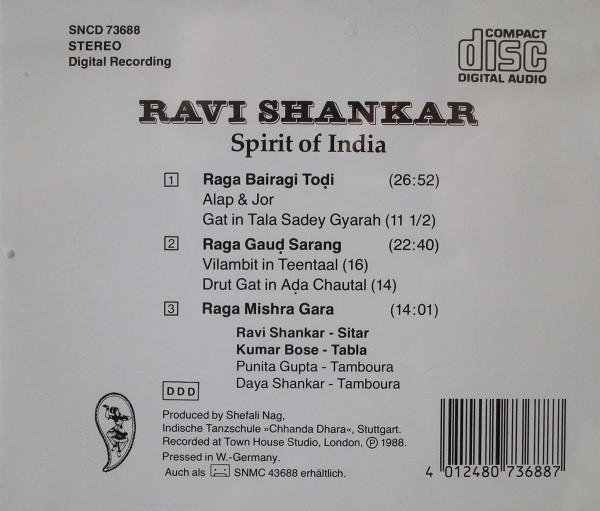 SNCD 73688
STEREO
Digital Recording
COMPACT
disc
DIGITAL AUDIO
RAVI SHANKAR
Spirit of India
1 Raga Bairagi Toḍi (26:52)
Alap & Jor
Gat in Tala Sadey Gyarah (11 1/2)
2 Raga Gauḍ Sarang (22:40)
Vilambit in Teentaal (16)
Drut Gat in Aḍa Chautal (14)
3 Raga Mishra Gara (14:01)
Ravi Shankar - Sitar
Kumar Bose - Tabla
Punita Gupta - Tamboura
Daya Shankar - Tamboura
DDD
Produced by Shefali Nag,
Indische Tanzschule »Chhanda Dhara«, Stuttgart.
Recorded at Town House Studio, London, ℗ 1988.
Pressed in W.-Germany.
Auch als SNMC 43688 erhältlich.
4 012480 736887